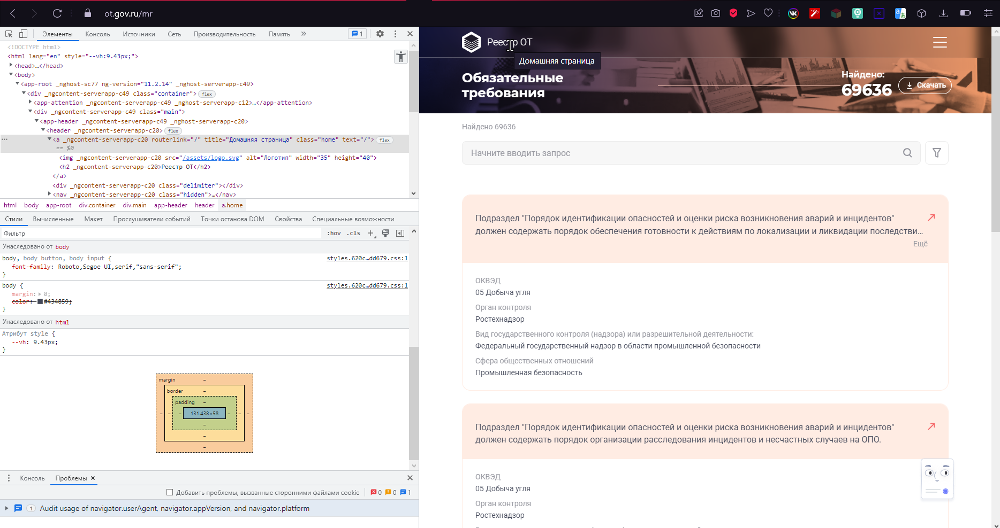 ot.gov.ru/mr
Элементы Консоль Источники Сеть Производительность Память » 1
<!DOCTYPE html>
<html lang="en" style="--vh:9.43px;">
<head>…</head>
<body>
<app-root _nghost-sc77 ng-version="11.2.14" _nghost-serverapp-c49>
<div _ngcontent-serverapp-c49 class="container"> flex
<app-attention _ngcontent-serverapp-c49 _nghost-serverapp-c12>…</app-attention>
<div _ngcontent-serverapp-c49 class="main">
<app-header _ngcontent-serverapp-c49 _nghost-serverapp-c20>
<header _ngcontent-serverapp-c20> flex
<a _ngcontent-serverapp-c20 routerlink="/" title="Домашняя страница" class="home" text="/"> flex
== $0
<img _ngcontent-serverapp-c20 src="/assets/logo.svg" alt="Логотип" width="35" height="40">
<h2 _ngcontent-serverapp-c20>Реестр ОТ</h2>
</a>
<div _ngcontent-serverapp-c20 class="delimiter"></div>
<nav _ngcontent-serverapp-c20 class="hidden">…</nav>
html body app-root div.container div.main app-header header a.home
Стили Вычисленные Макет Прослушиватели событий Точки останова DOM Свойства Специальные возможности
Фильтр :hov .cls
Унаследовано от body
body, body button, body input { styles.620c…dd679.css:1
font-family: Roboto,Segoe UI,serif,"sans-serif";
}
body { styles.620c…dd679.css:1
margin: 0;
color: #434859;
}
Унаследовано от html
Атрибут style {
--vh: 9.43px;
}
margin –
border –
padding –
– – – 131.438×58 – – –
–
–
–
Консоль Проблемы
Добавить проблемы, вызванные сторонними файлами cookie 0 0 1
1 Audit usage of navigator.userAgent, navigator.appVersion, and navigator.platform
Реестр ОТ
Домашняя страница
Обязательные
требования
Найдено:
69636
Скачать
Найдено 69636
Начните вводить запрос
Подраздел "Порядок идентификации опасностей и оценки риска возникновения аварий и инцидентов"
должен содержать порядок обеспечения готовности к действиям по локализации и ликвидации последстви…
Ещё
ОКВЭД
05 Добыча угля
Орган контроля
Ростехнадзор
Вид государственного контроля (надзора) или разрешительной деятельности:
Федеральный государственный надзор в области промышленной безопасности
Сфера общественных отношений
Промышленная безопасность
Подраздел "Порядок идентификации опасностей и оценки риска возникновения аварий и инцидентов"
должен содержать порядок организации расследования инцидентов и несчастных случаев на ОПО.
ОКВЭД
05 Добыча угля
Орган контроля
Ростехнадзор